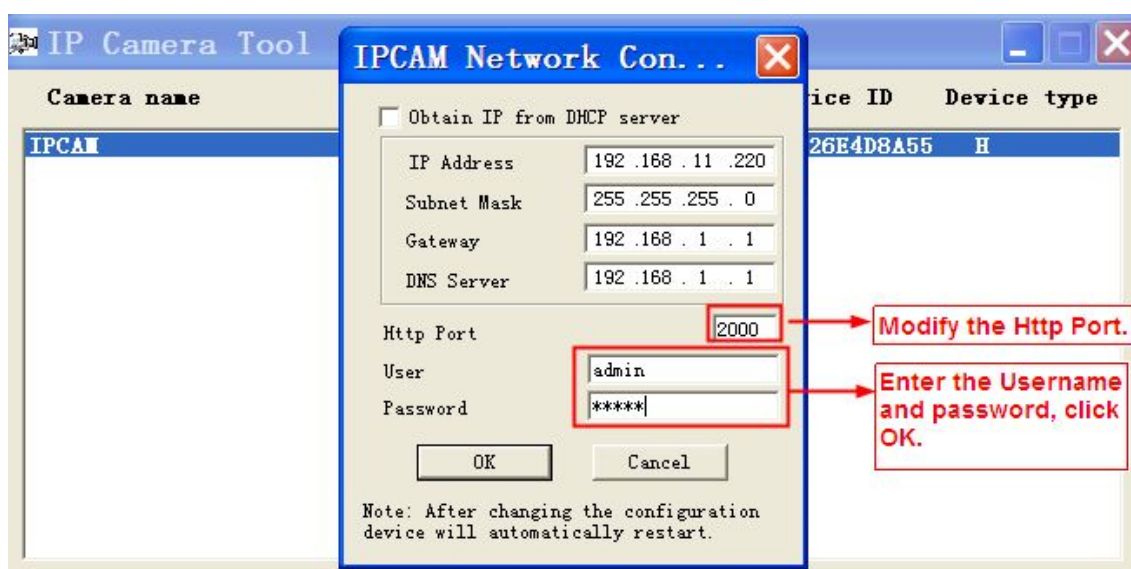 IP Camera Tool
Camera name
ice ID Device type
IPCAM
26E4D8A55 H
IPCAM Netwo​rk Con...
Obtain IP from DHCP server
IP Address 192 .168 . 11 .220
Subnet Mask 255 .255 .255 . 0
Gateway 192 .168 . 1 . 1
DNS Server 192 .168 . 1 . 1
Http Port 2000
User admin
Password *****
OK Cancel
Note: After changing the configuration
device will automatically restart.
Modify the Http Port.
Enter the Username
and password, click
OK.